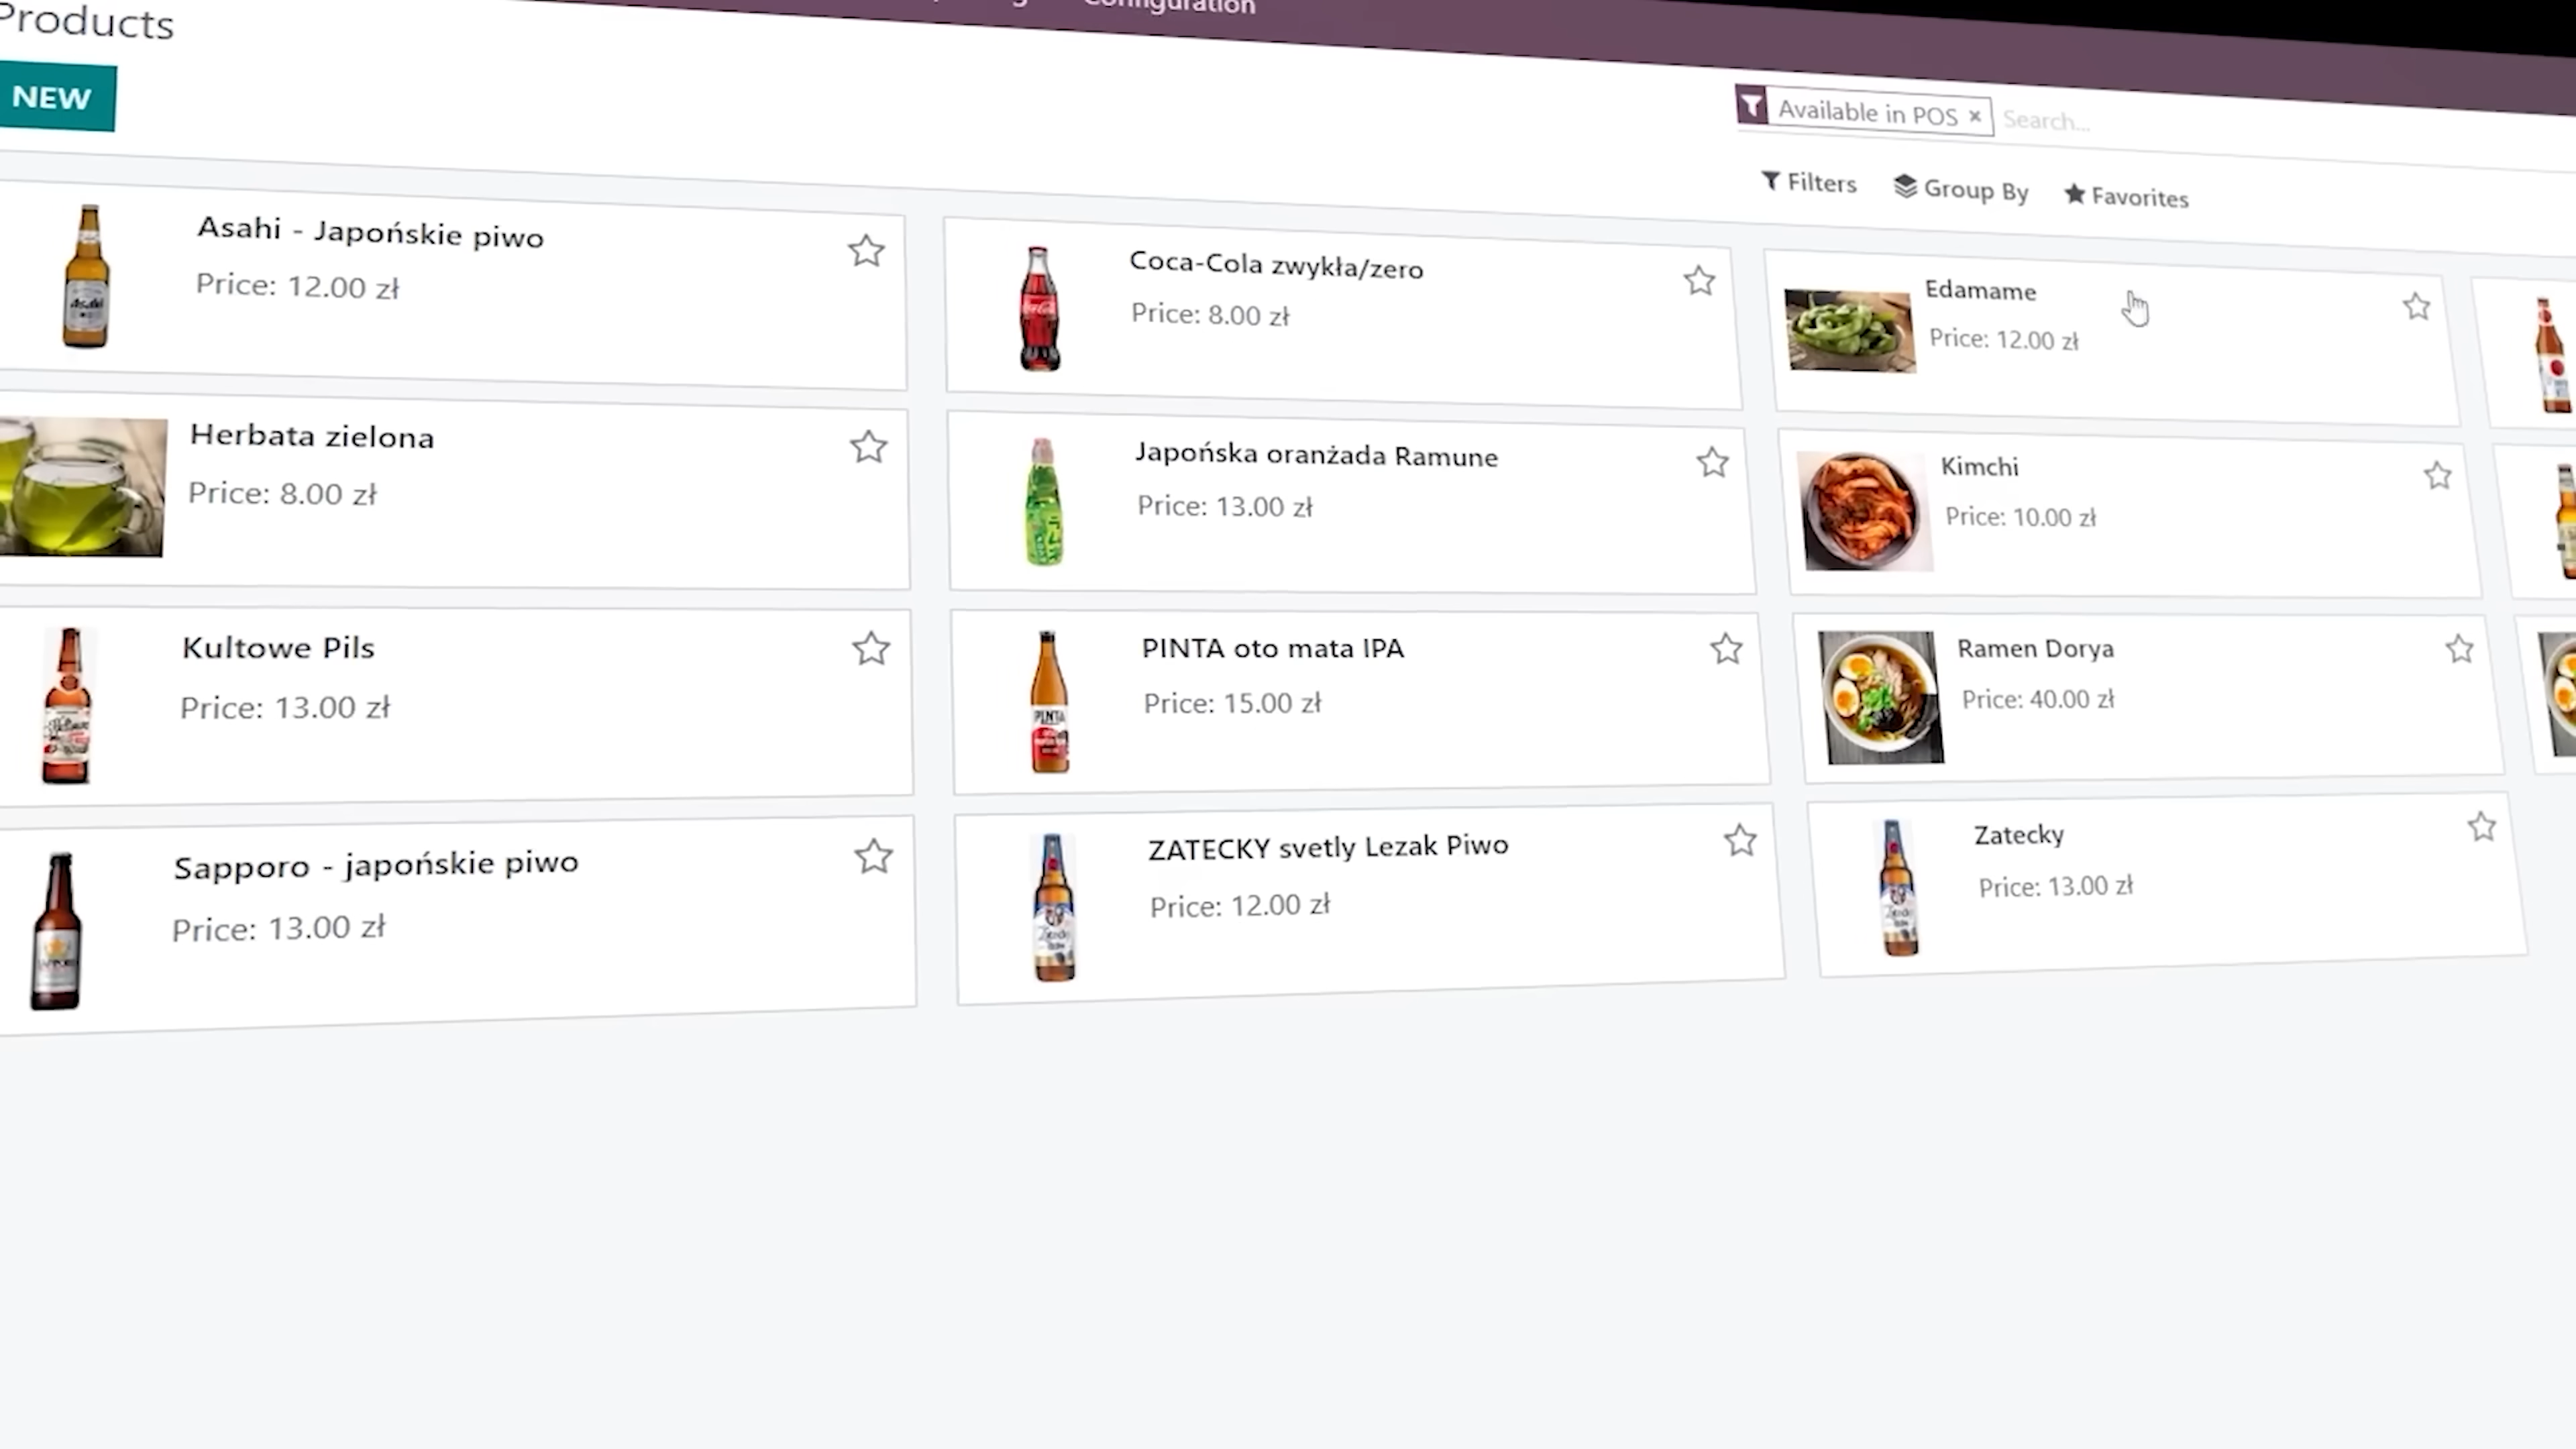 Configuration
Products
NEW
Available in POS ×
Search...
Filters
Group By
Favorites
Asahi - Japońskie piwo
Price: 12.00 zł
Coca-Cola zwykła/zero
Price: 8.00 zł
Edamame
Price: 12.00 zł
Herbata zielona
Price: 8.00 zł
Japońska oranżada Ramune
Price: 13.00 zł
Kimchi
Price: 10.00 zł
Kultowe Pils
Price: 13.00 zł
PINTA oto mata IPA
Price: 15.00 zł
PINTA
Ramen Dorya
Price: 40.00 zł
Sapporo - japońskie piwo
Price: 13.00 zł
ZATECKY svetly Lezak Piwo
Price: 12.00 zł
Zatecky
Price: 13.00 zł